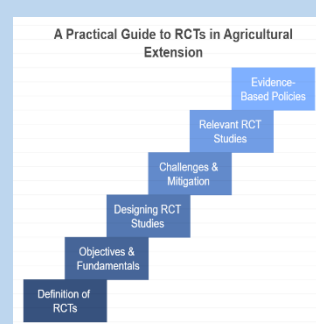 A Practical Guide to RCTs in Agricultural
Extension
Evidence-
Based Policies
Relevant RCT
Studies
Challenges &
Mitigation
Designing RCT
Studies
Objectives &
Fundamentals
Definition of
RCTs